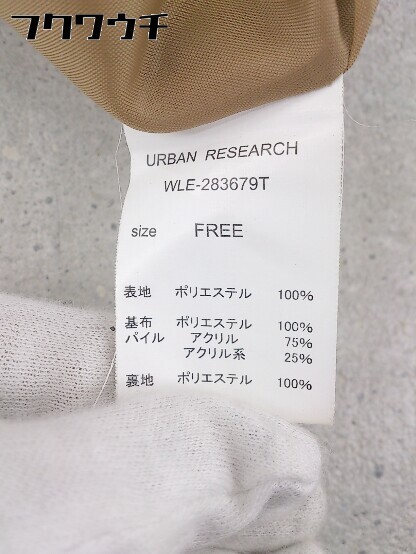 フクワウチ
URBAN RESEARCH
WLE-283679T
size FREE
表地 ポリエステル 100%
基布 ポリエステル 100%
パイル アクリル 75%
アクリル系 25%
裏地 ポリエステル 100%